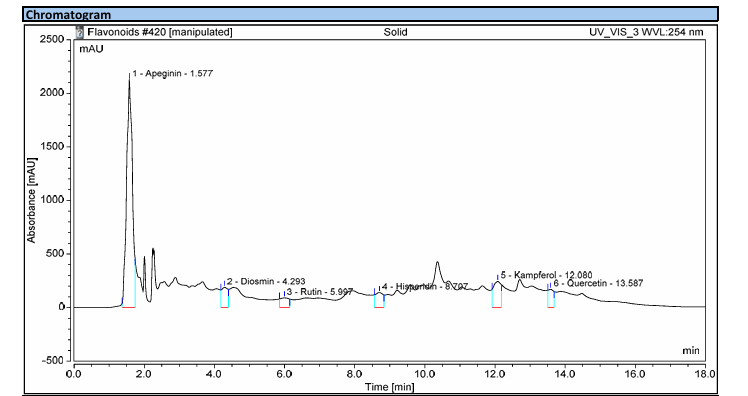 Chromatogram
Flavonoids #420 [manipulated] Solid UV_VIS_3 WVL:254 nm
2500
mAU
1 - Apeginin - 1.577
2000
1500
1000
500
0
-500
Absorbance [mAU]
2 - Diosmin - 4.293
3 - Rutin - 5.997
4 - Hisperidin - 8.707
5 - Kampferol - 12.080
6 - Quercetin - 13.587
min
0.0 2.0 4.0 6.0 8.0 10.0 12.0 14.0 16.0 18.0
Time [min]